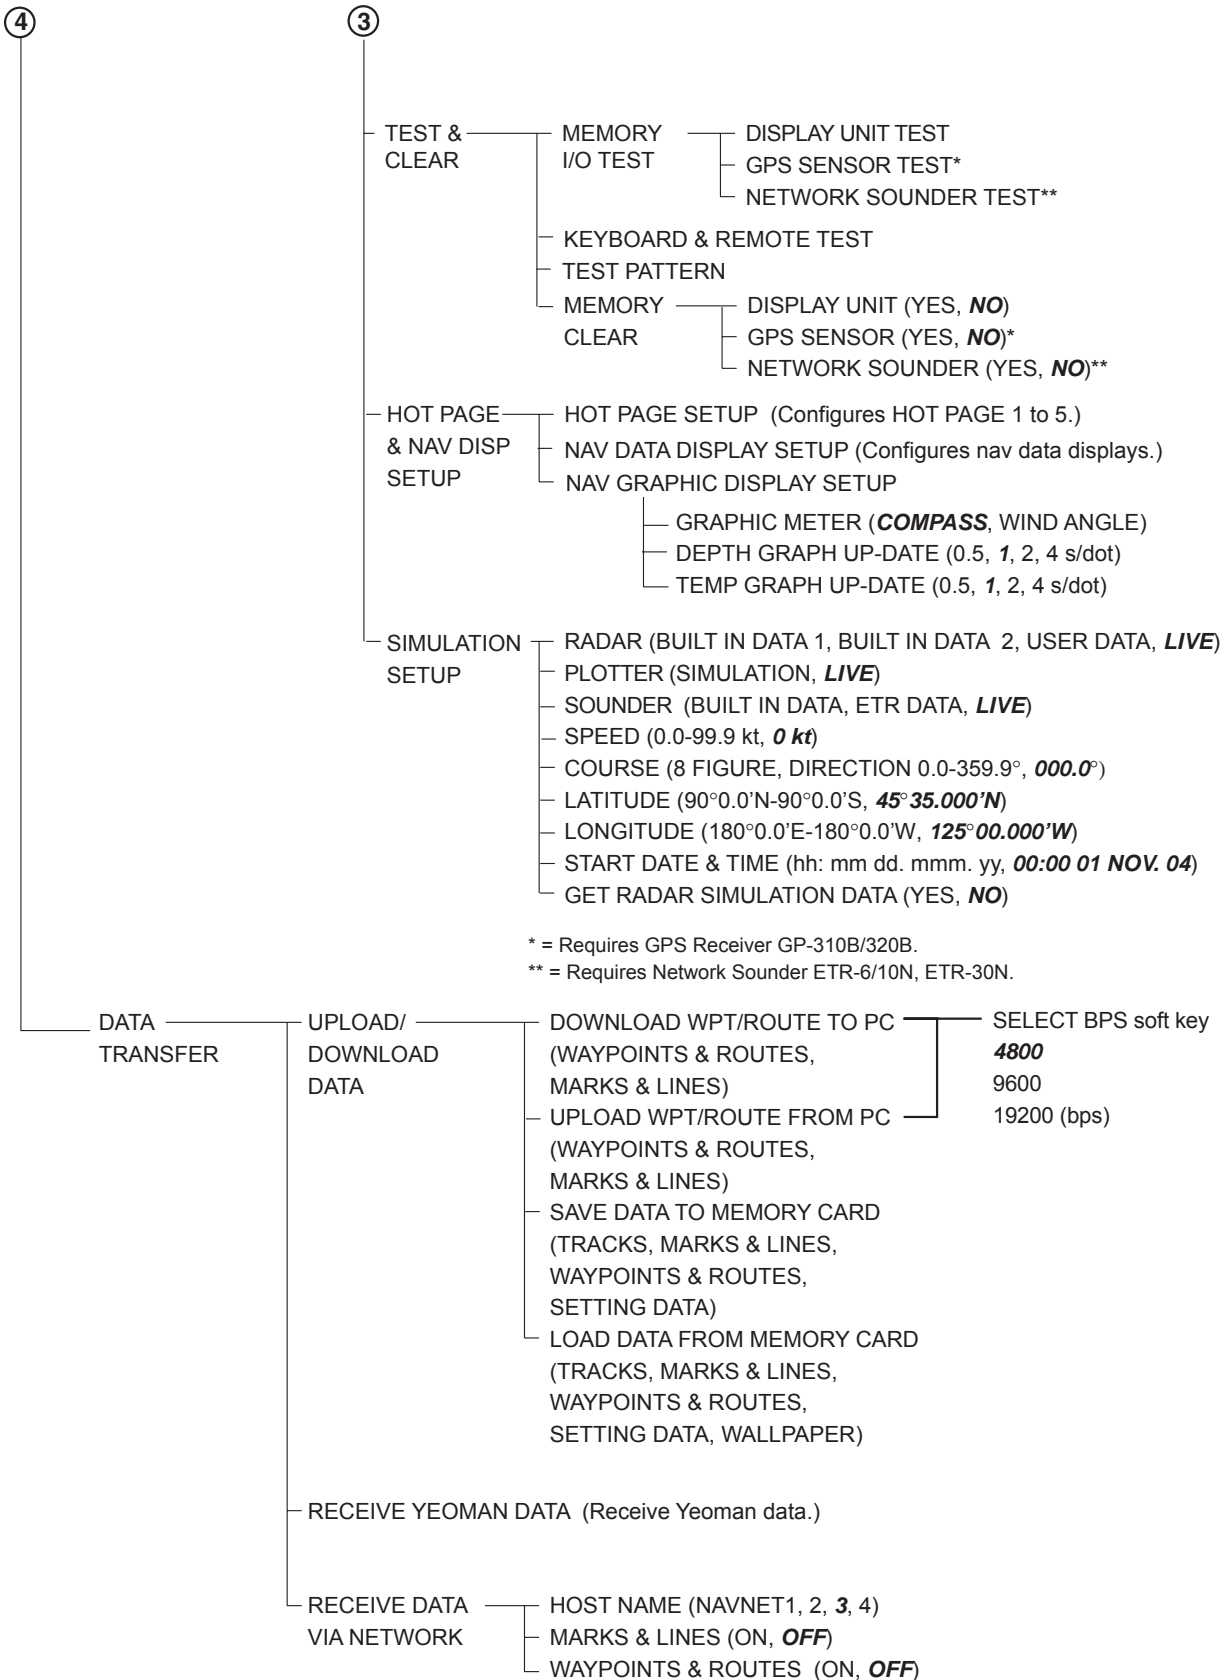 4
3
TEST &
CLEAR
MEMORY
I/O TEST
DISPLAY UNIT TEST
GPS SENSOR TEST*
NETWORK SOUNDER TEST**
KEYBOARD & REMOTE TEST
TEST PATTERN
MEMORY
CLEAR
DISPLAY UNIT (YES, NO)
GPS SENSOR (YES, NO)*
NETWORK SOUNDER (YES, NO)**
HOT PAGE
& NAV DISP
SETUP
HOT PAGE SETUP (Configures HOT PAGE 1 to 5.)
NAV DATA DISPLAY SETUP (Configures nav data displays.)
NAV GRAPHIC DISPLAY SETUP
GRAPHIC METER (COMPASS, WIND ANGLE)
DEPTH GRAPH UP-DATE (0.5, 1, 2, 4 s/dot)
TEMP GRAPH UP-DATE (0.5, 1, 2, 4 s/dot)
SIMULATION
SETUP
RADAR (BUILT IN DATA 1, BUILT IN DATA 2, USER DATA, LIVE)
PLOTTER (SIMULATION, LIVE)
SOUNDER (BUILT IN DATA, ETR DATA, LIVE)
SPEED (0.0-99.9 kt, 0 kt)
COURSE (8 FIGURE, DIRECTION 0.0-359.9°, 000.0°)
LATITUDE (90°0.0’N-90°0.0’S, 45°35.000’N)
LONGITUDE (180°0.0’E-180°0.0’W, 125°00.000’W)
START DATE & TIME (hh: mm dd. mmm. yy, 00:00 01 NOV. 04)
GET RADAR SIMULATION DATA (YES, NO)
* = Requires GPS Receiver GP-310B/320B.
** = Requires Network Sounder ETR-6/10N, ETR-30N.
DATA
TRANSFER
UPLOAD/
DOWNLOAD
DATA
DOWNLOAD WPT/ROUTE TO PC
(WAYPOINTS & ROUTES,
MARKS & LINES)
SELECT BPS soft key
4800
9600
19200 (bps)
UPLOAD WPT/ROUTE FROM PC
(WAYPOINTS & ROUTES,
MARKS & LINES)
SAVE DATA TO MEMORY CARD
(TRACKS, MARKS & LINES,
WAYPOINTS & ROUTES,
SETTING DATA)
LOAD DATA FROM MEMORY CARD
(TRACKS, MARKS & LINES,
WAYPOINTS & ROUTES,
SETTING DATA, WALLPAPER)
RECEIVE YEOMAN DATA (Receive Yeoman data.)
RECEIVE DATA
VIA NETWORK
HOST NAME (NAVNET1, 2, 3, 4)
MARKS & LINES (ON, OFF)
WAYPOINTS & ROUTES (ON, OFF)